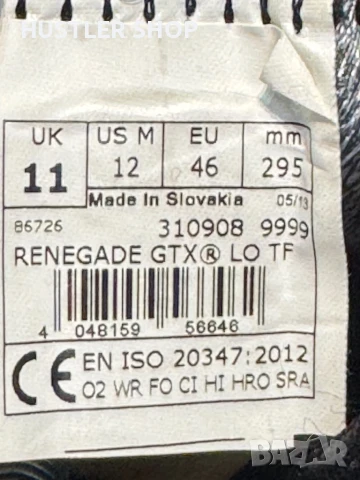 HUSTLER SHOP
UK US M EU mm
11 12 46 295
Made In Slovakia 05/13
86726 310908 9999
RENEGADE GTX® LO TF
4 048159 56646
CE EN ISO 20347:2012
O2 WR FO CI HI HRO SRA
BAZAR